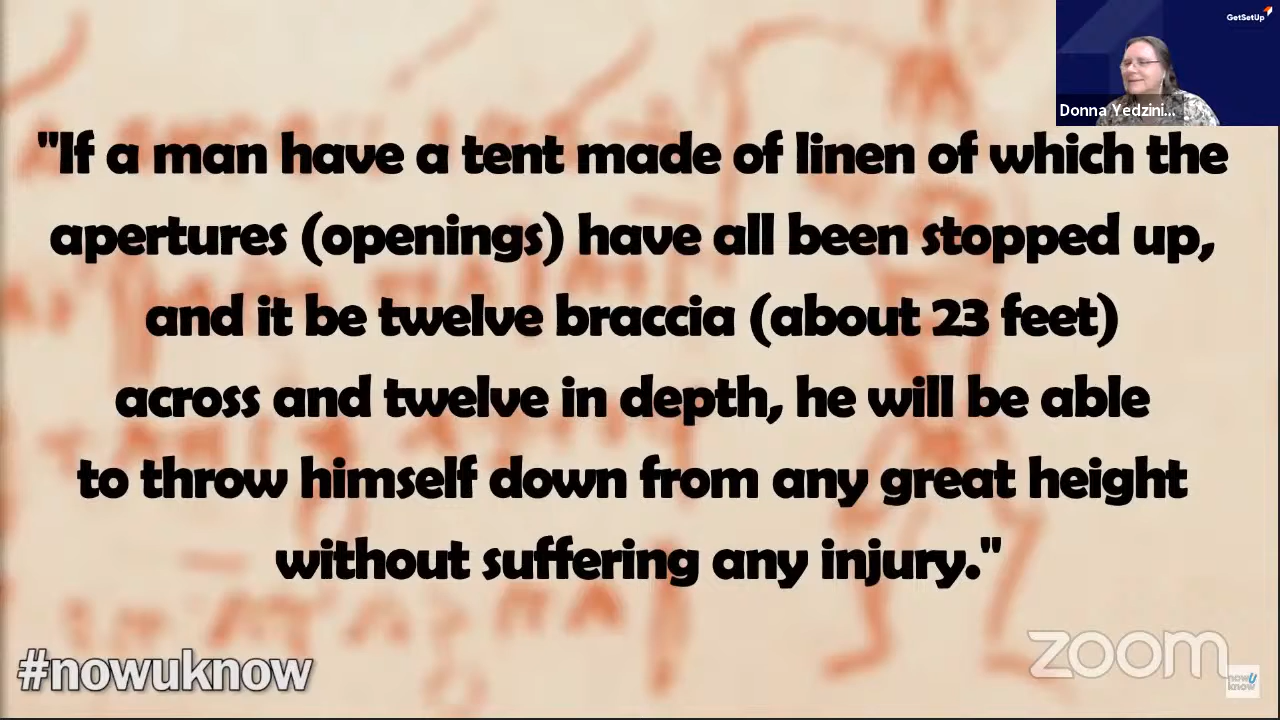 GetSetUp
Donna Yedzini...
"If a man have a tent made of linen of which the
apertures (openings) have all been stopped up,
and it be twelve braccia (about 23 feet)
across and twelve in depth, he will be able
to throw himself down from any great height
without suffering any injury."
#nowuknow
zoom
nowU
know